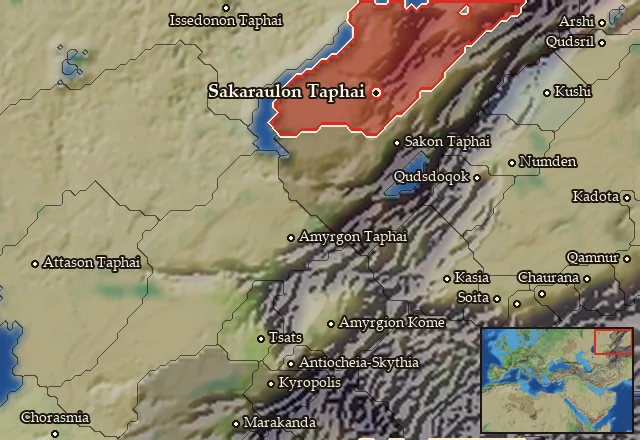 Issedonon Taphai
Arshi
Qudsril
Sakaraulon Taphai
Kushi
Sakon Taphai
Numden
Qudsdoqok
Kadota
Amyrgon Taphai
Attason Taphai
Qamnur
Kasia
Chaurana
Soita
Amyrgion Kome
Tsats
Antiocheia-Skythia
Kyropolis
Chorasmia
Marakanda